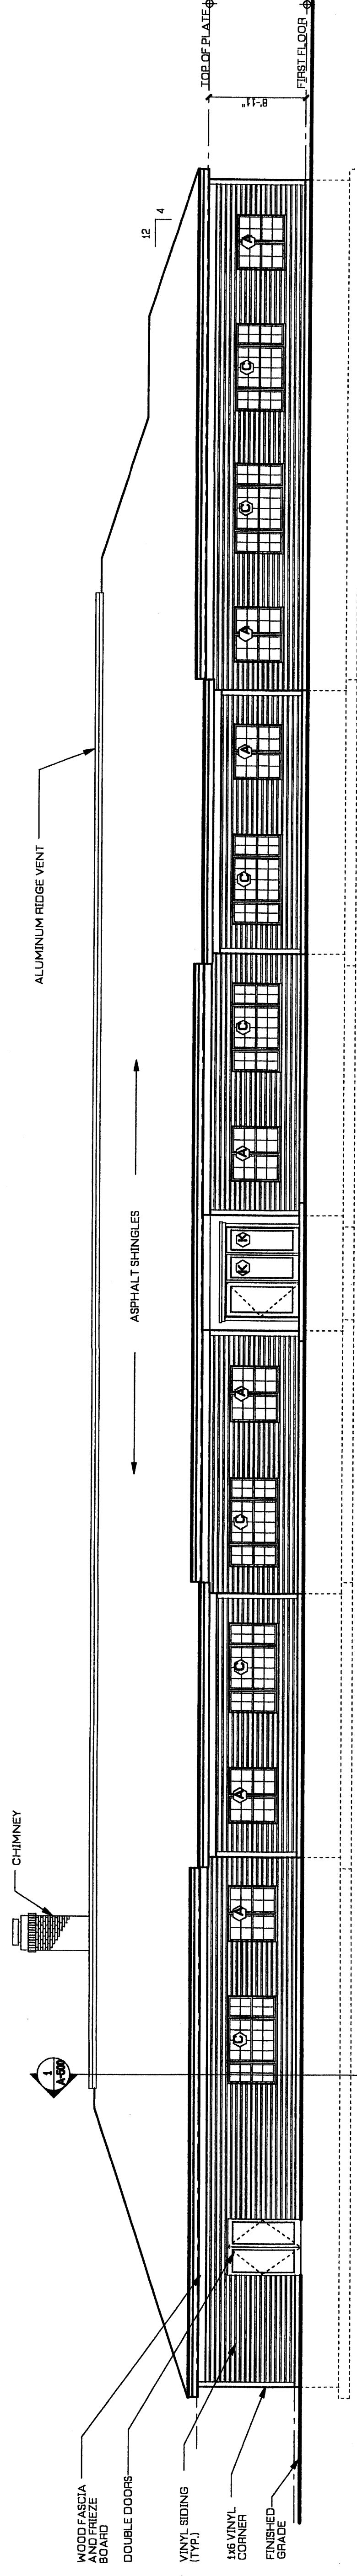 CHIMNEY
1
A-500
ALUMINUM RIDGE VENT
ASPHALT SHINGLES
12
4
WOOD FASCIA
AND FRIEZE
BOARD
DOUBLE DOORS
VINYL SIDING
(TYP.)
1x6 VINYL
CORNER
FINISHED
GRADE
C A A C C A K K A C C A A C C A
TOP OF PLATE
8'-11"
FIRST FLOOR